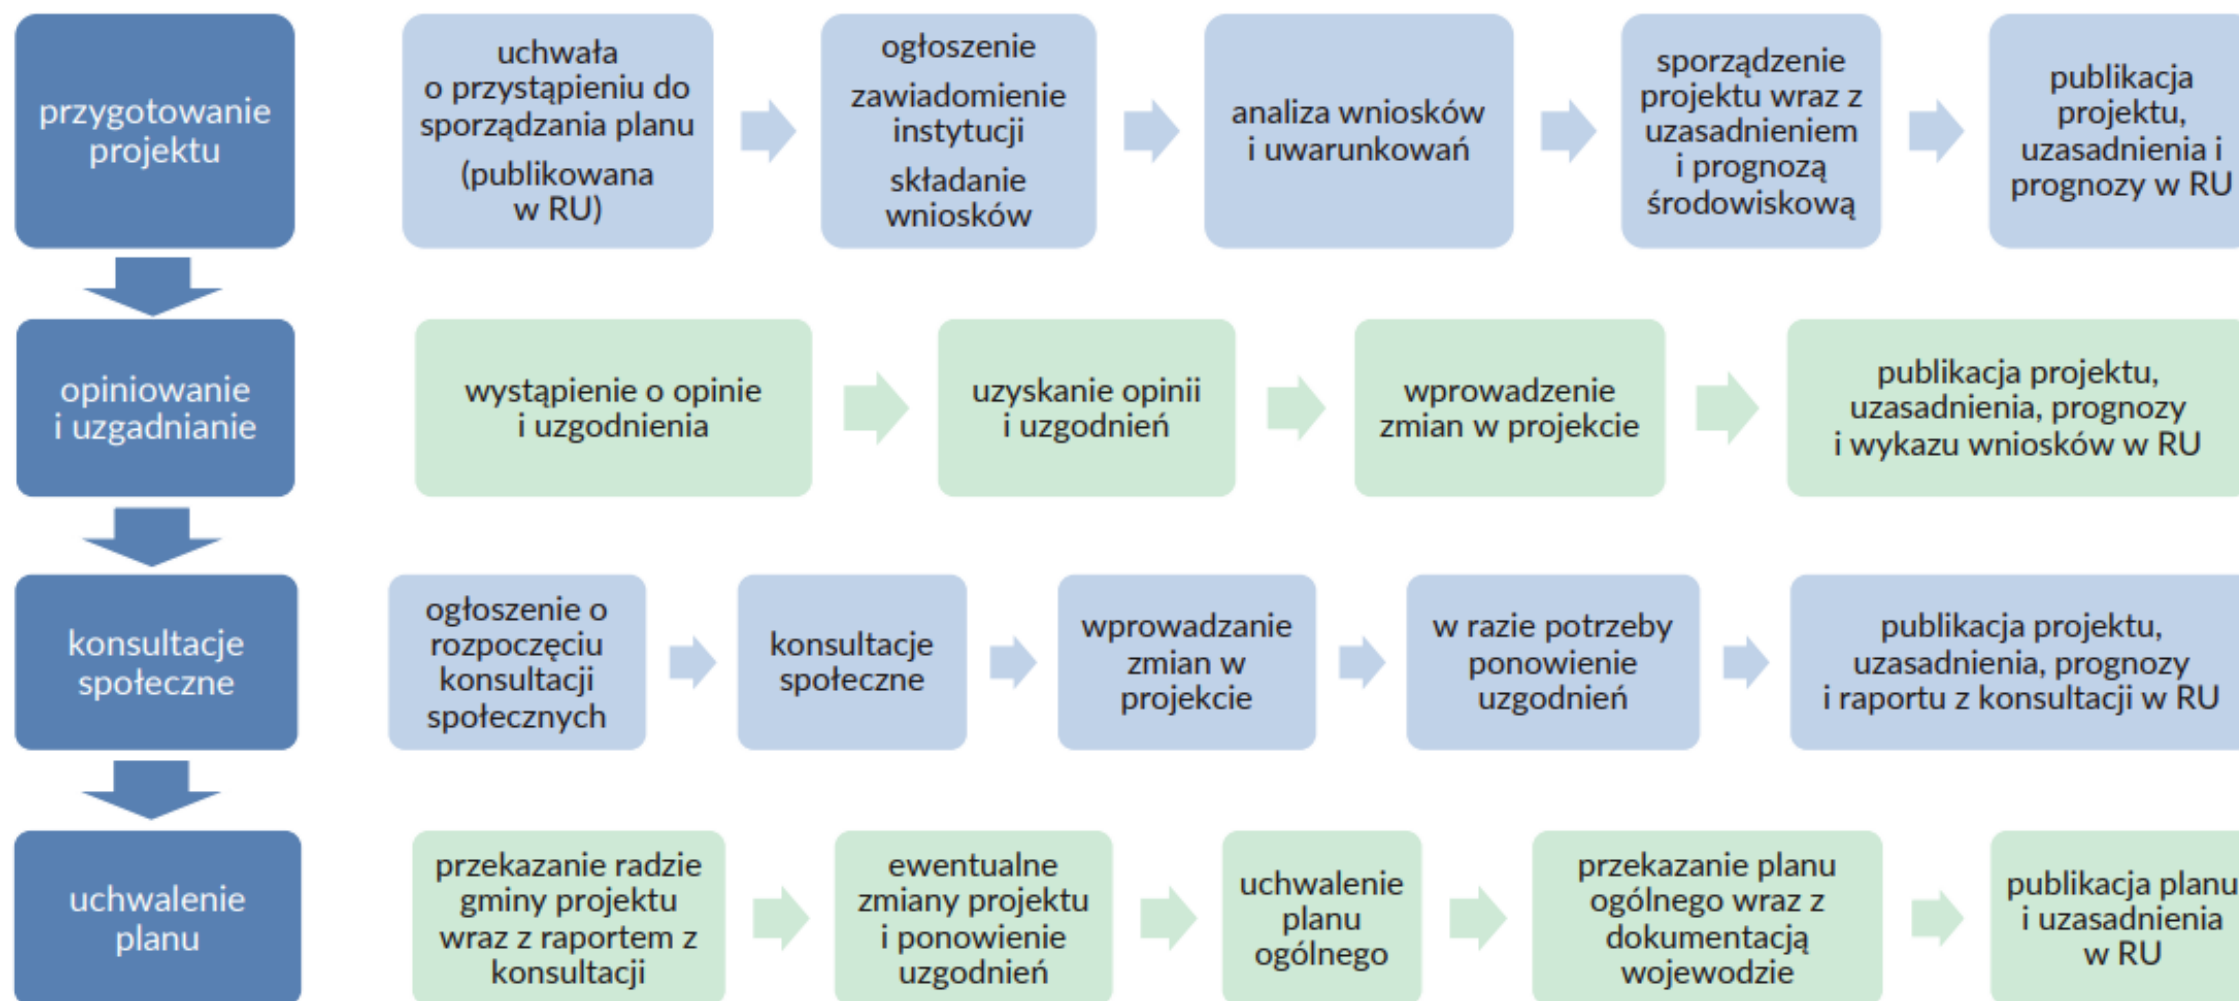 przygotowanie
projektu
uchwała
o przystąpieniu do
sporządzania planu
(publikowana
w RU)
ogłoszenie
zawiadomienie
instytucji
składanie
wniosków
analiza wniosków
i uwarunkowań
sporządzenie
projektu wraz z
uzasadnieniem
i prognozą
środowiskową
publikacja
projektu,
uzasadnienia i
prognozy w RU
opiniowanie
i uzgadnianie
wystąpienie o opinie
i uzgodnienia
uzyskanie opinii
i uzgodnień
wprowadzenie
zmian w projekcie
publikacja projektu,
uzasadnienia, prognozy
i wykazu wniosków w RU
konsultacje
społeczne
ogłoszenie o
rozpoczęciu
konsultacji
społecznych
konsultacje
społeczne
wprowadzanie
zmian w
projekcie
w razie potrzeby
ponowienie
uzgodnień
publikacja projektu,
uzasadnienia, prognozy
i raportu z konsultacji w RU
uchwalenie
planu
przekazanie radzie
gminy projektu
wraz z raportem z
konsultacji
ewentualne
zmiany projektu
i ponowienie
uzgodnień
uchwalenie
planu
ogólnego
przekazanie planu
ogólnego wraz z
dokumentacją
wojewodzie
publikacja planu
i uzasadnienia
w RU